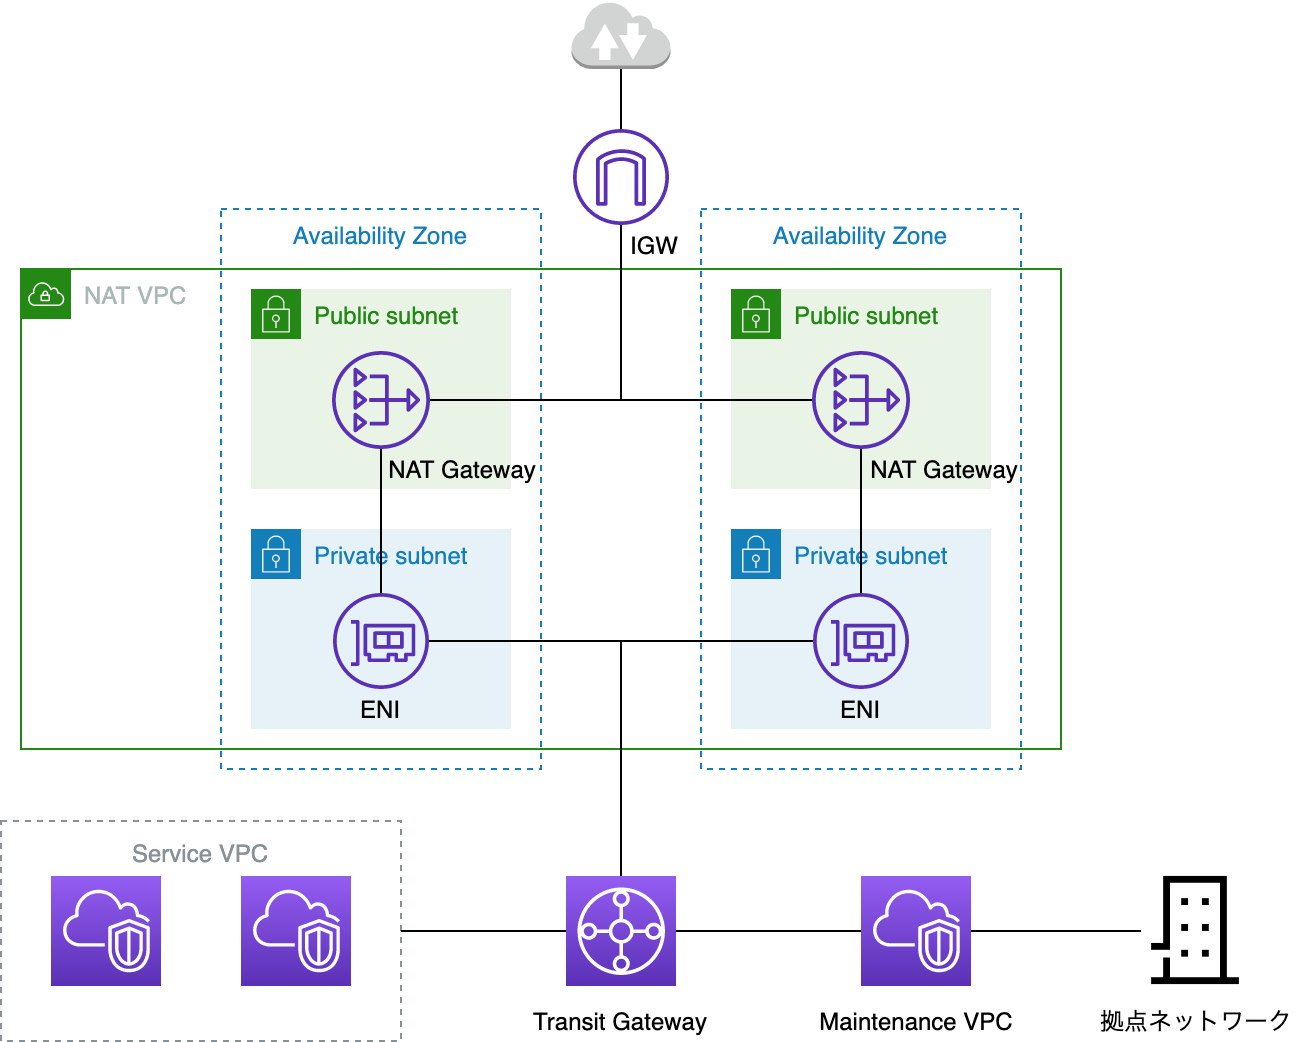 IGW
Availability Zone
Availability Zone
NAT VPC
Public subnet
Public subnet
NAT Gateway
NAT Gateway
Private subnet
Private subnet
ENI
ENI
Service VPC
Transit Gateway
Maintenance VPC
拠点ネットワーク